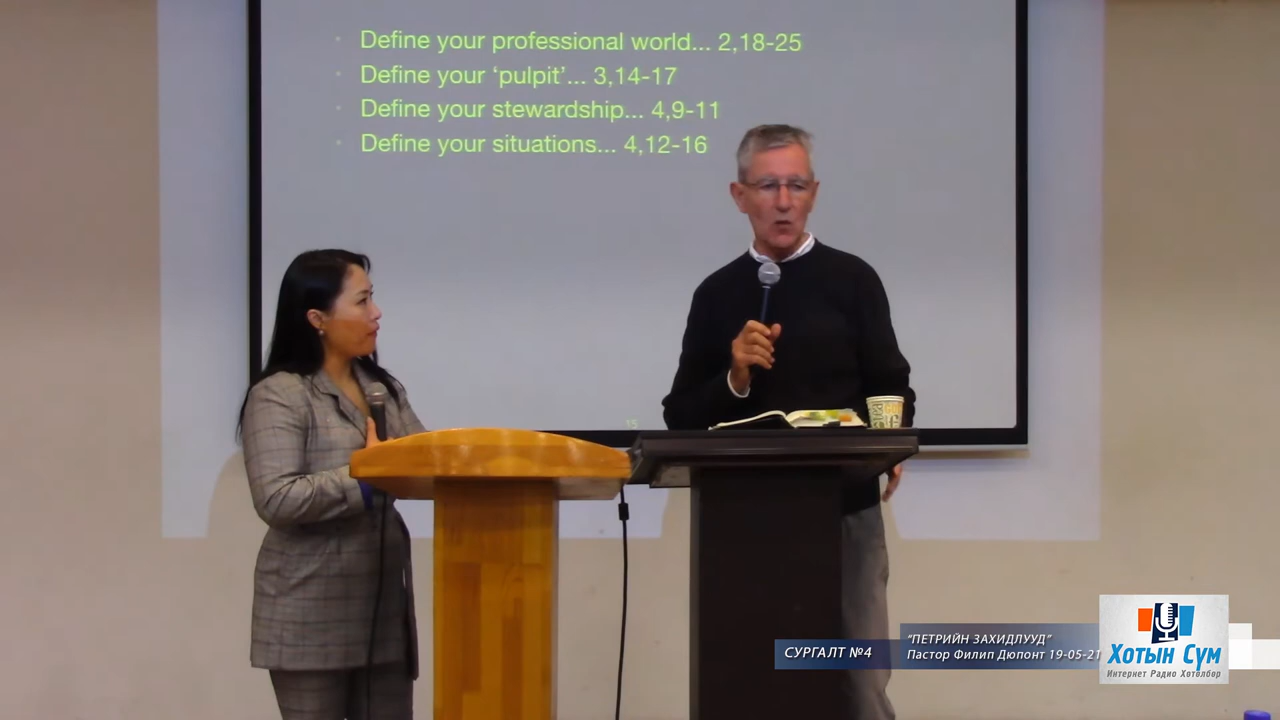 Define your professional world... 2,18-25
Define your ‘pulpit’... 3,14-17
Define your stewardship... 4,9-11
Define your situations... 4,12-16
15
СУРГАЛТ №4
“ПЕТРИЙН ЗАХИДЛУУД”
Пастор Филип Дюпонт 19-05-21
Хотын Сүм
Интернет Радио Хөтөлбөр